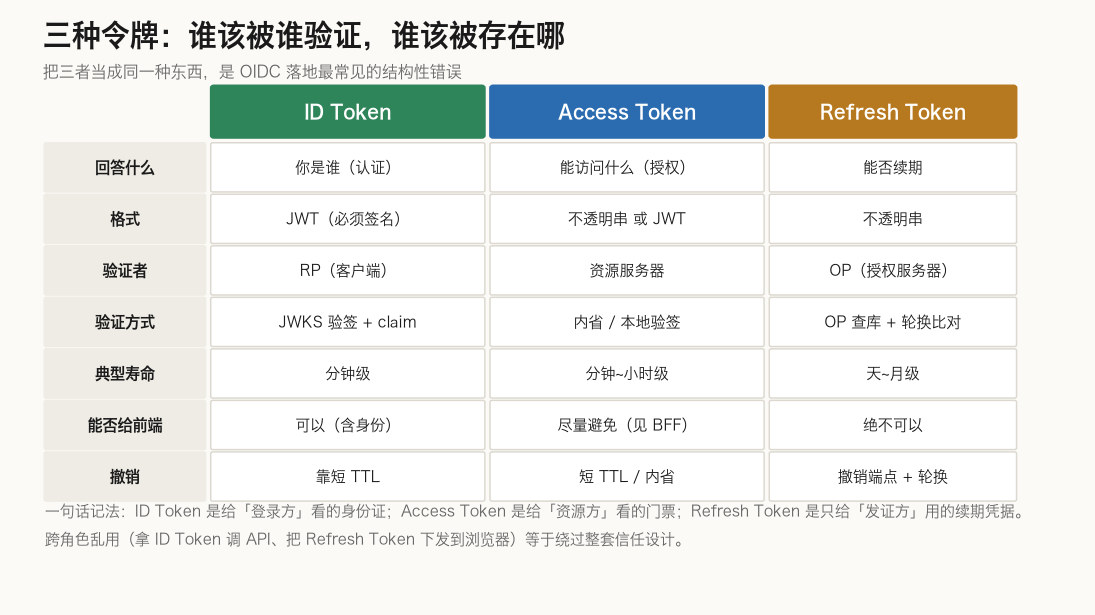 三种令牌：谁该被谁验证，谁该被存在哪
把三者当成同一种东西，是 OIDC 落地最常见的结构性错误
ID Token Access Token Refresh Token
回答什么 你是谁（认证） 能访问什么（授权） 能否续期
格式 JWT（必须签名） 不透明串 或 JWT 不透明串
验证者 RP（客户端） 资源服务器 OP（授权服务器）
验证方式 JWKS 验签 + claim 内省 / 本地验签 OP 查库 + 轮换比对
典型寿命 分钟级 分钟~小时级 天~月级
能否给前端 可以（含身份） 尽量避免（见 BFF） 绝不可以
撤销 靠短 TTL 短 TTL / 内省 撤销端点 + 轮换
一句话记法：ID Token 是给「登录方」看的身份证；Access Token 是给「资源方」看的门票；Refresh Token 是只给「发证方」用的续期凭据。
跨角色乱用（拿 ID Token 调 API、把 Refresh Token 下发到浏览器）等于绕过整套信任设计。